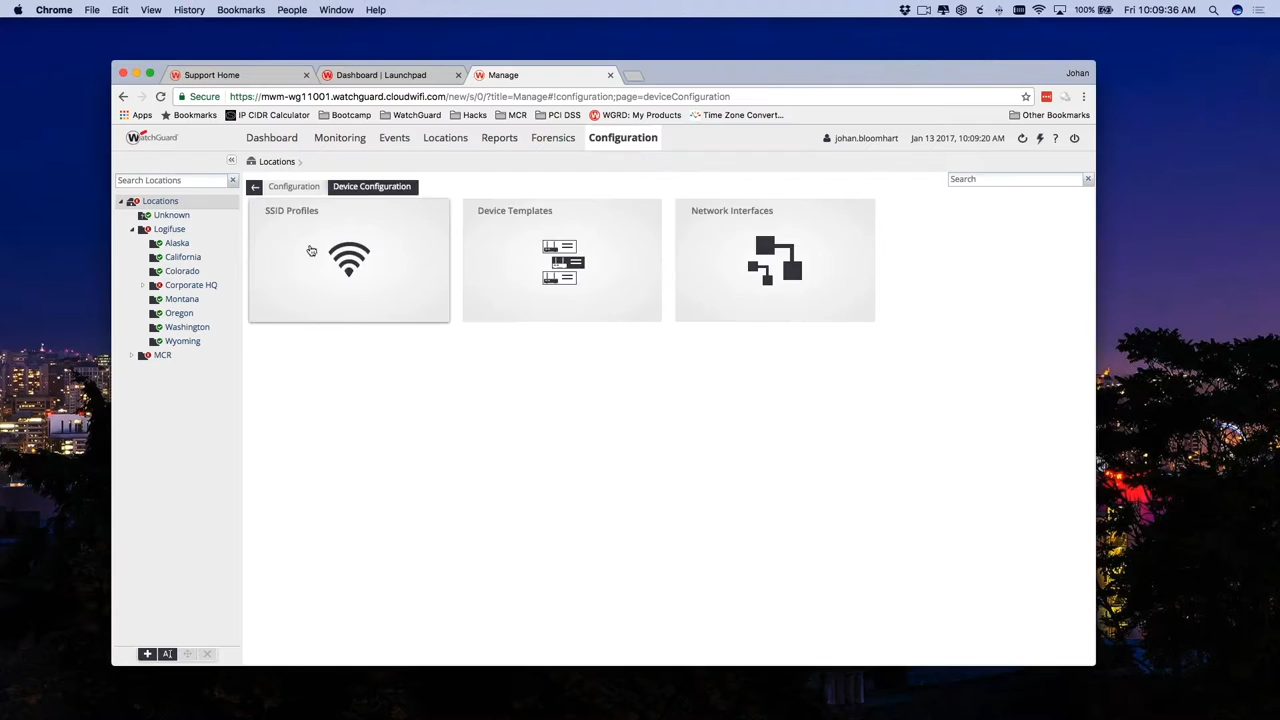 Chrome File Edit View History Bookmarks People Window Help 100% Fri 10:09:36 AM
Support Home Dashboard | Launchpad Manage Johan
Secure https://mwm-wg11001.watchguard.cloudwifi.com/new/s/0/?title=Manage#!configuration;page=deviceConfiguration
Apps Bookmarks IP CIDR Calculator Bootcamp WatchGuard Hacks MCR PCI DSS WGRD: My Products Time Zone Convert... Other Bookmarks
WatchGuard Dashboard Monitoring Events Locations Reports Forensics Configuration johan.bloomhart Jan 13 2017, 10:09:20 AM
Locations
Search Locations
Configuration Device Configuration
Search
Locations
Unknown
Logifuse
Alaska
California
Colorado
Corporate HQ
Montana
Oregon
Washington
Wyoming
MCR
SSID Profiles
Device Templates
Network Interfaces